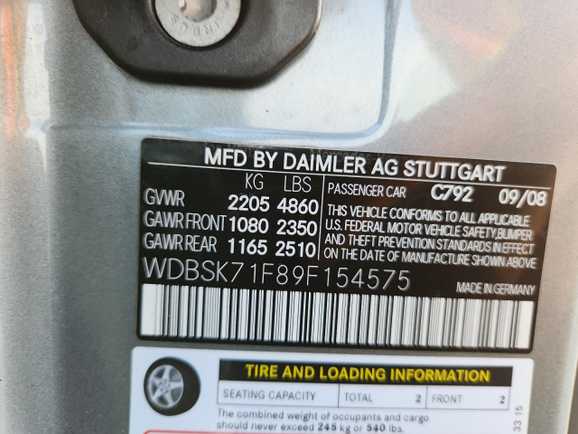 MFD BY DAIMLER AG STUTTGART
KG LBS
GVWR 2205 4860
GAWR FRONT 1080 2350
GAWR REAR 1165 2510
PASSENGER CAR C792 09/08
THIS VEHICLE CONFORMS TO ALL APPLICABLE
U.S. FEDERAL MOTOR VEHICLE SAFETY, BUMPER
AND THEFT PREVENTION STANDARDS IN EFFECT
ON THE DATE OF MANUFACTURE SHOWN ABOVE.
WDBSK71F89F154575
MADE IN GERMANY
TIRE AND LOADING INFORMATION
SEATING CAPACITY TOTAL 2 FRONT 2
The combined weight of occupants and cargo
should never exceed 245 kg or 540 lbs.
33 15